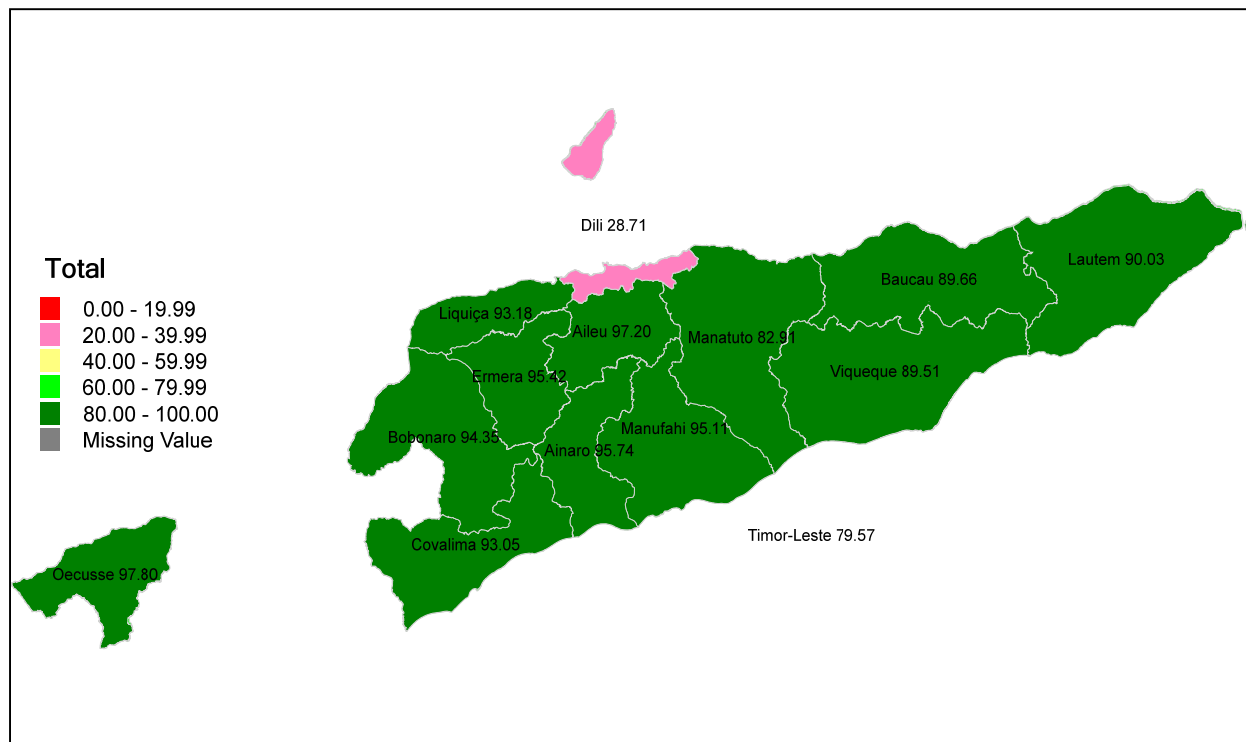 Dili 28.71
Lautem 90.03
Baucau 89.66
Total
0.00 - 19.99
20.00 - 39.99
40.00 - 59.99
60.00 - 79.99
80.00 - 100.00
Missing Value
Liquiça 93.18
Aileu 97.20
Manatuto 82.91
Viqueque 89.51
Ermera 95.42
Bobonaro 94.35
Manufahi 95.11
Ainaro 95.74
Timor-Leste 79.57
Covalima 93.05
Oecusse 97.80